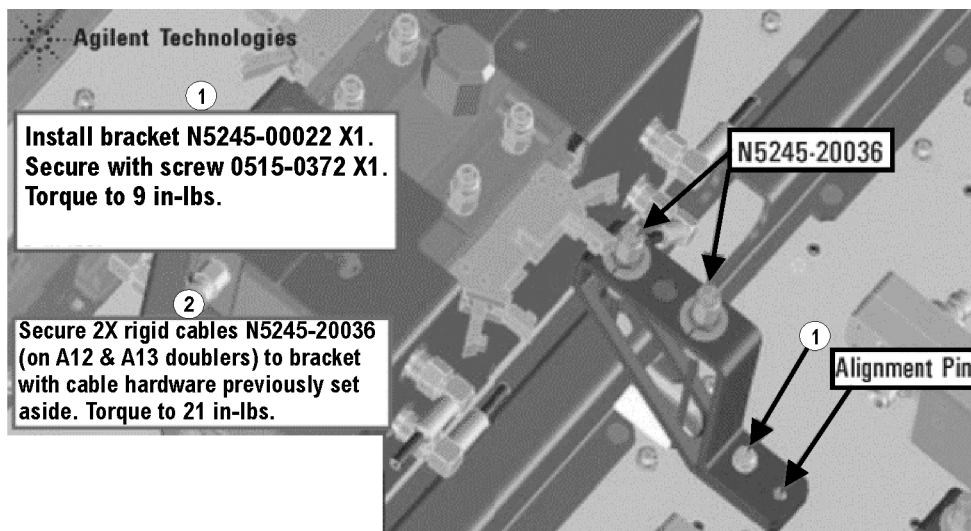 Agilent Technologies
1
Install bracket N5245-00022 X1.
Secure with screw 0515-0372 X1.
Torque to 9 in-lbs.
2
Secure 2X rigid cables N5245-20036
(on A12 & A13 doublers) to bracket
with cable hardware previously set
aside. Torque to 21 in-lbs.
N5245-20036
1
Alignment Pin